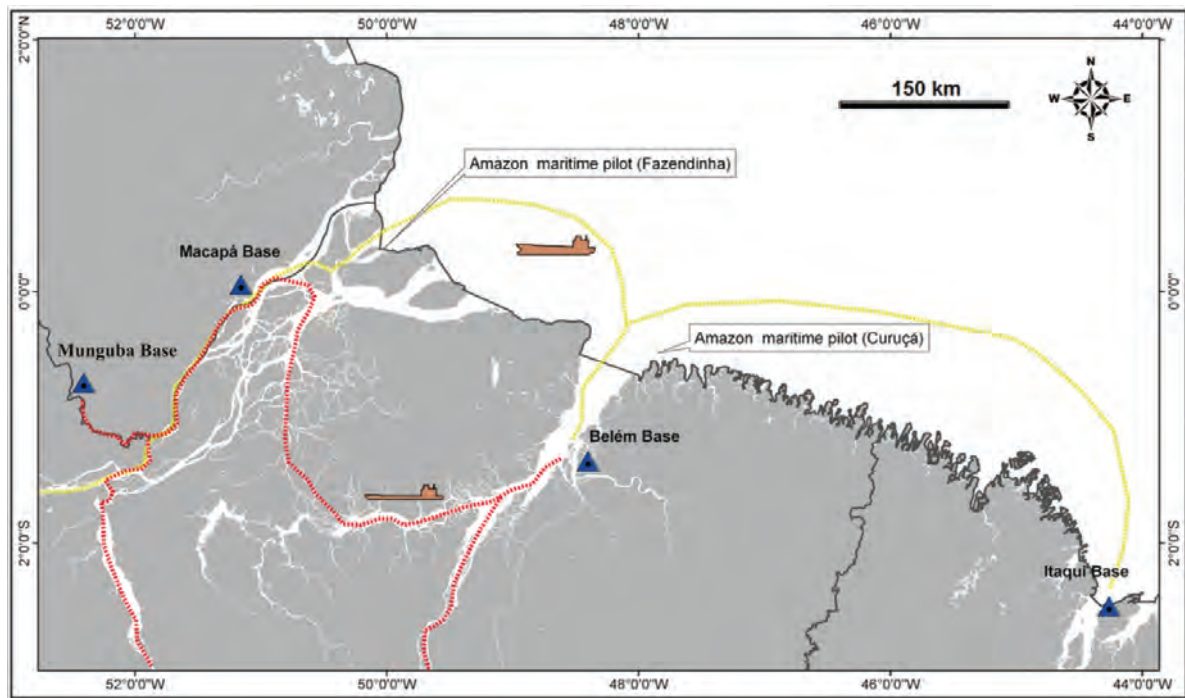 52°0'0"W 50°0'0"W 48°0'0"W 46°0'0"W 44°0'0"W
2°0'0"N
150 km
N
W E
S
Amazon maritime pilot (Fazendinha)
Macapá Base
0°0'0" 0°0'0"
Munguba Base
Amazon maritime pilot (Curuçá)
Belém Base
2°0'0"S 2°0'0"S
Itaqui Base
52°0'0"W 50°0'0"W 48°0'0"W 46°0'0"W 44°0'0"W